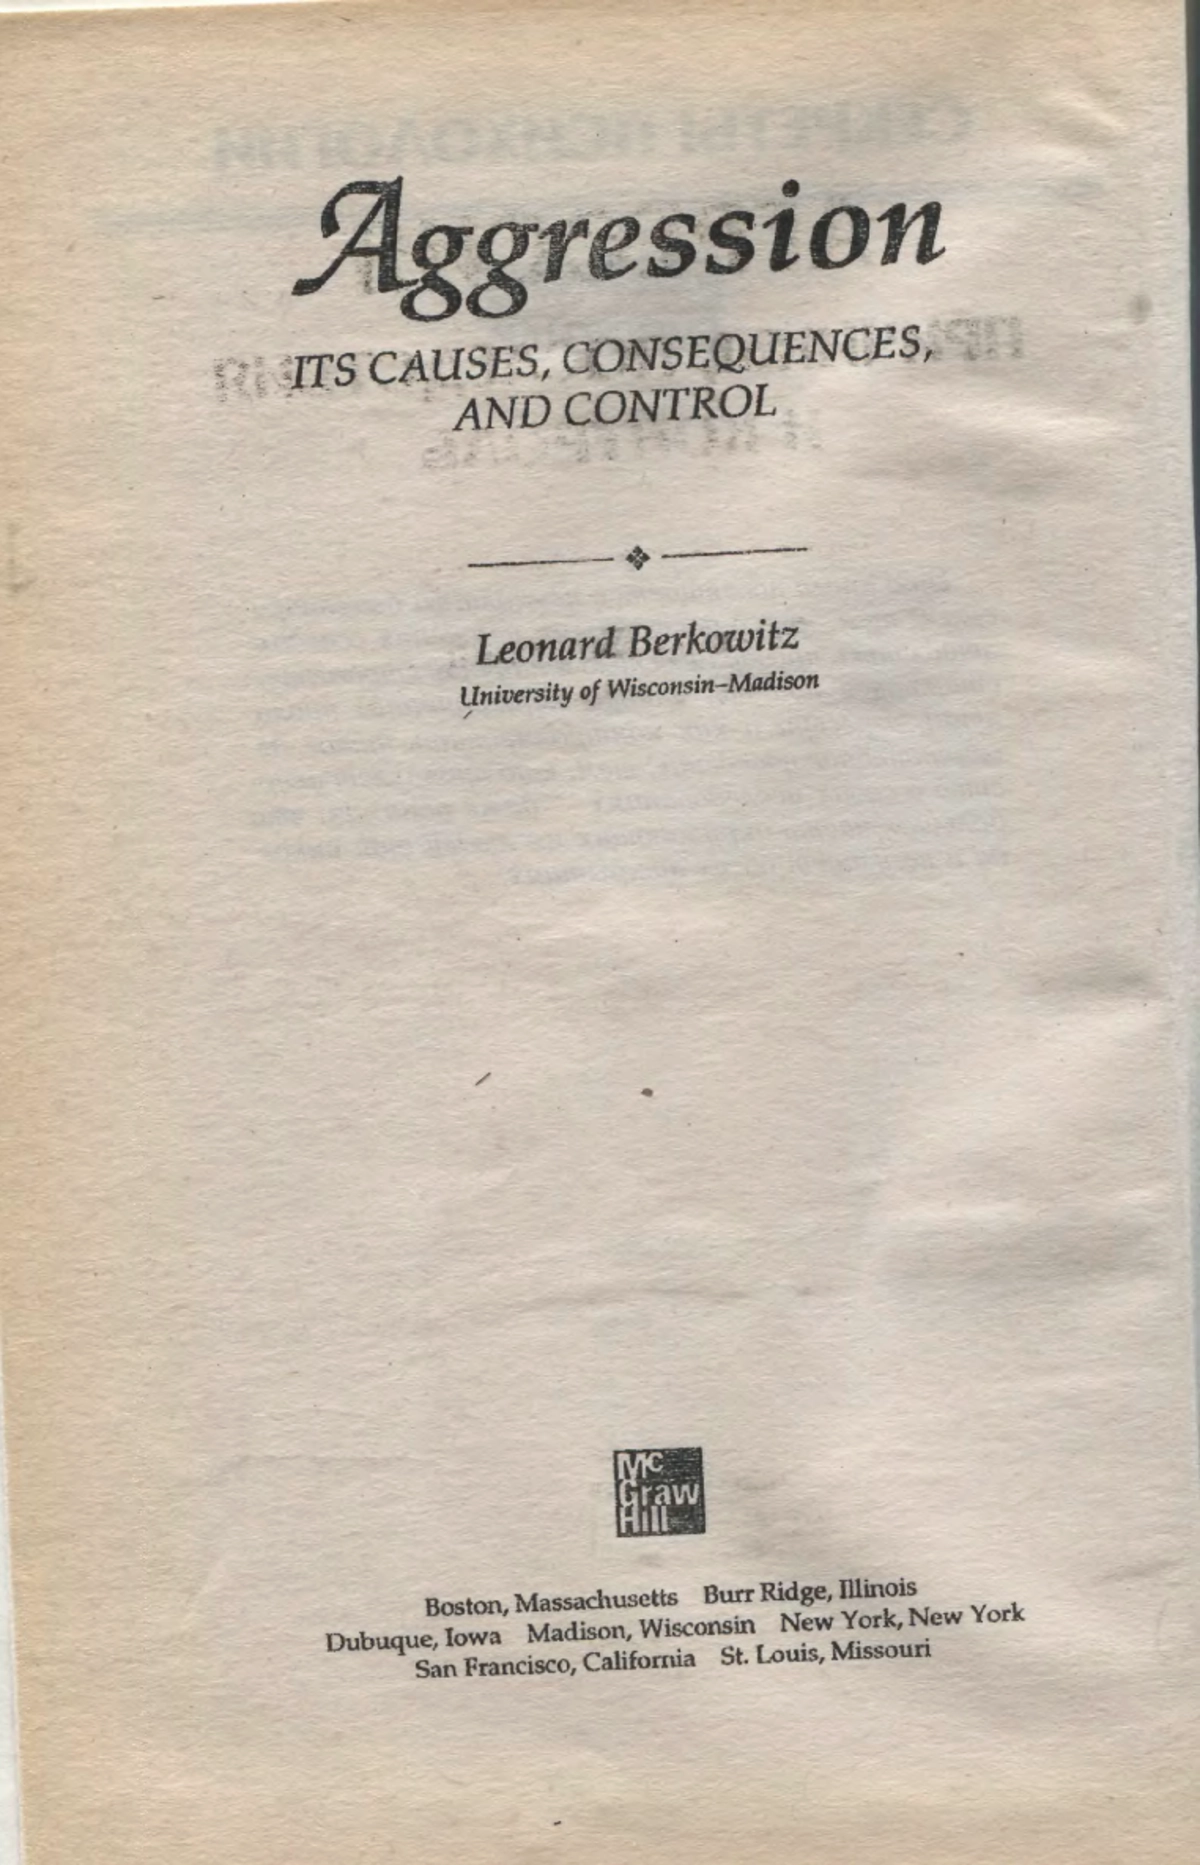 Aggression
ITS CAUSES, CONSEQUENCES,
AND CONTROL
Leonard Berkowitz
University of Wisconsin–Madison
Mc
Graw
Hill
Boston, Massachusetts Burr Ridge, Illinois
Dubuque, Iowa Madison, Wisconsin New York, New York
San Francisco, California St. Louis, Missouri